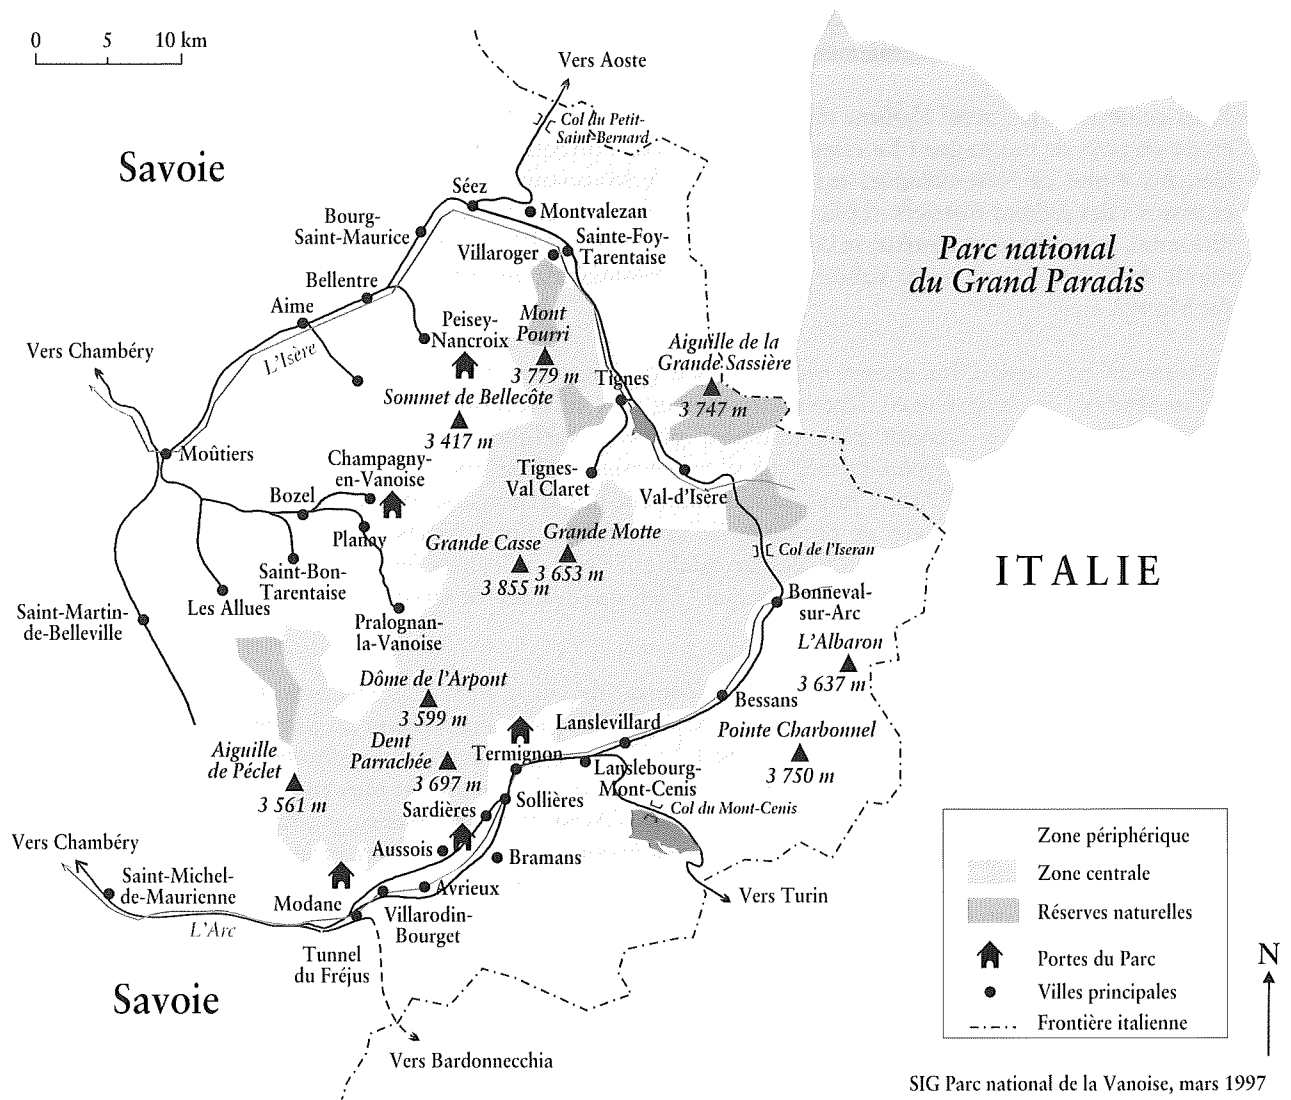 0 5 10 km
Vers Aoste
Col du Petit-
Saint-Bernard
Savoie
Séez
Montvalezan
Bourg-
Saint-Maurice
Villaroger
Sainte-Foy-
Tarentaise
Parc national
du Grand Paradis
Bellentre
Aime
Peisey-
Nancroix
Mont
Pourri
3 779 m
Vers Chambéry
L'Isère
Aiguille de la
Grande Sassière
3 747 m
Tignes
Sommet de Bellecôte
3 417 m
Moûtiers
Champagny-
en-Vanoise
Tignes-
Val Claret
Val-d'Isère
Bozel
Planay
Grande Casse
3 855 m
Grande Motte
3 653 m
Col de l'Iseran
ITALIE
Saint-Bon-
Tarentaise
Les Allues
Saint-Martin-
de-Belleville
Pralognan-
la-Vanoise
Bonneval-
sur-Arc
L'Albaron
3 637 m
Dôme de l'Arpont
3 599 m
Bessans
Lanslevillard
Pointe Charbonnel
3 750 m
Aiguille
de Péclet
3 561 m
Dent
Parrachée
3 697 m
Termignon
Lanslebourg-
Mont-Cenis
Col du Mont-Cenis
Sollières
Sardières
Aussois
Bramans
Vers Chambéry
Saint-Michel-
de-Maurienne
Modane
Avrieux
Villarodin-
Bourget
L'Arc
Vers Turin
Tunnel
du Fréjus
Savoie
Vers Bardonnecchia
Zone périphérique
Zone centrale
Réserves naturelles
Portes du Parc
Villes principales
Frontière italienne
N
SIG Parc national de la Vanoise, mars 1997